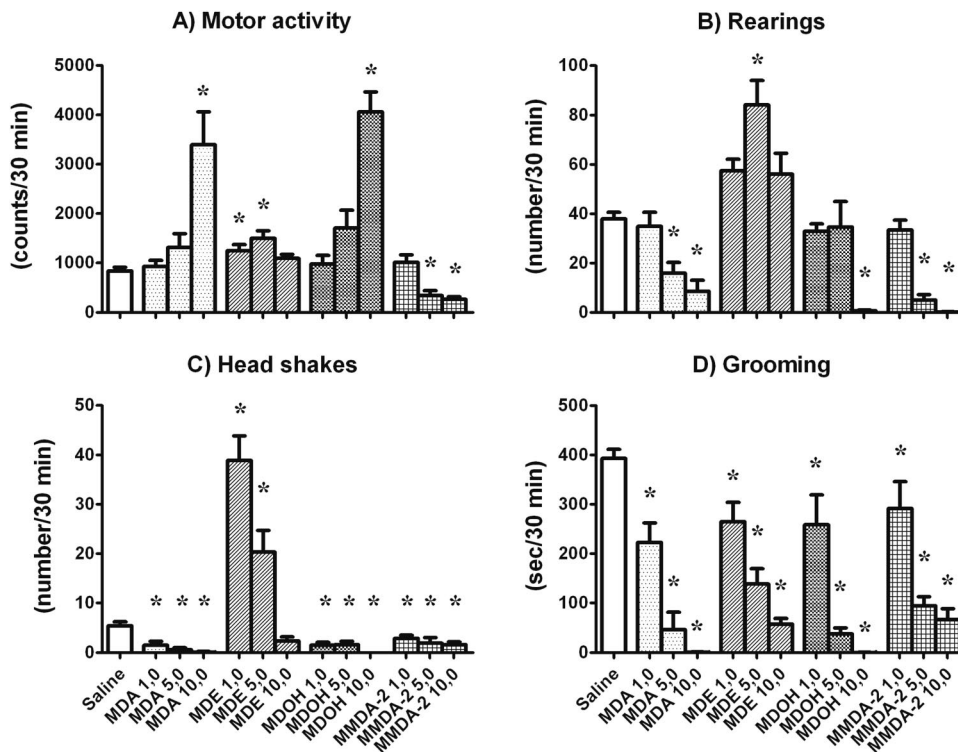 A) Motor activity
(counts/30 min)
5000
4000
3000
2000
1000
0
* * * * * *
B) Rearings
(number/30 min)
100
80
60
40
20
0
* * * * * *
C) Head shakes
(number/30 min)
50
40
30
20
10
0
* * * * * * * * * * *
Saline
MDA 1,0
MDA 5,0
MDA 10,0
MDE 1,0
MDE 5,0
MDE 10,0
MDOH 1,0
MDOH 5,0
MDOH 10,0
MMDA-2 1,0
MMDA-2 5,0
MMDA-2 10,0
D) Grooming
(sec/30 min)
500
400
300
200
100
0
* * * * * * * * * * * *
Saline
MDA 1,0
MDA 5,0
MDA 10,0
MDE 1,0
MDE 5,0
MDE 10,0
MDOH 1,0
MDOH 5,0
MDOH 10,0
MMDA-2 1,0
MMDA-2 5,0
MMDA-2 10,0